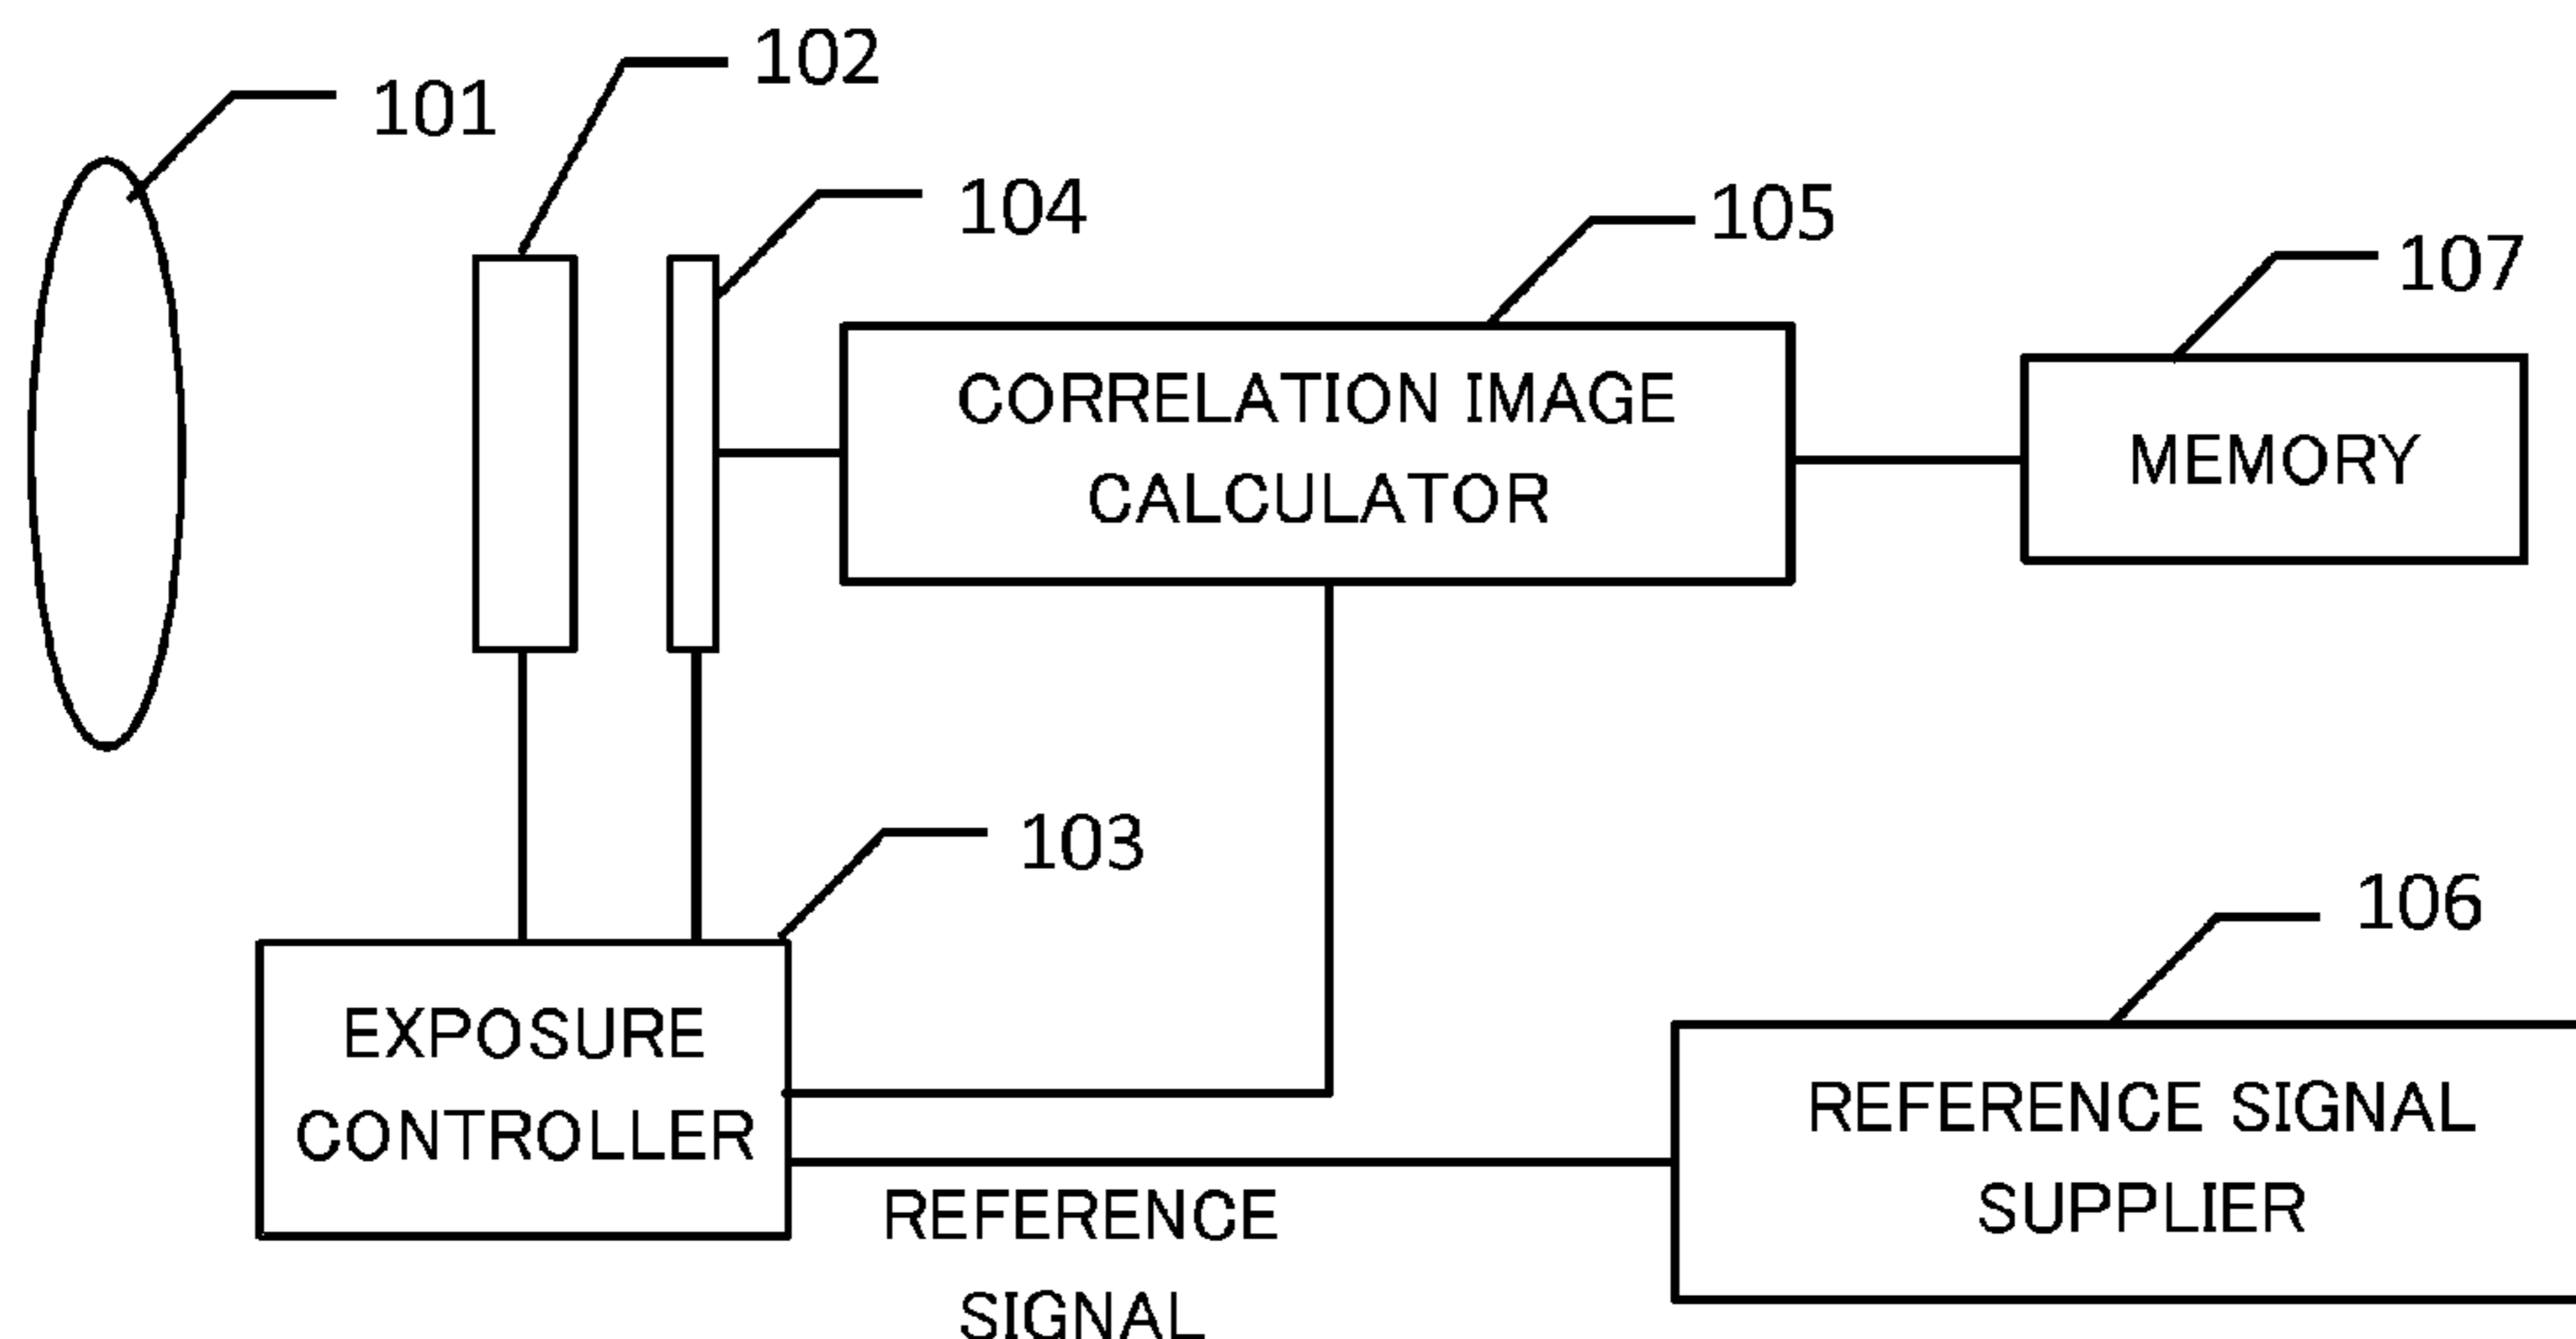 102
101
104
105
107
CORRELATION IMAGE
CALCULATOR
MEMORY
103
106
EXPOSURE
CONTROLLER
REFERENCE SIGNAL
SUPPLIER
REFERENCE
SIGNAL